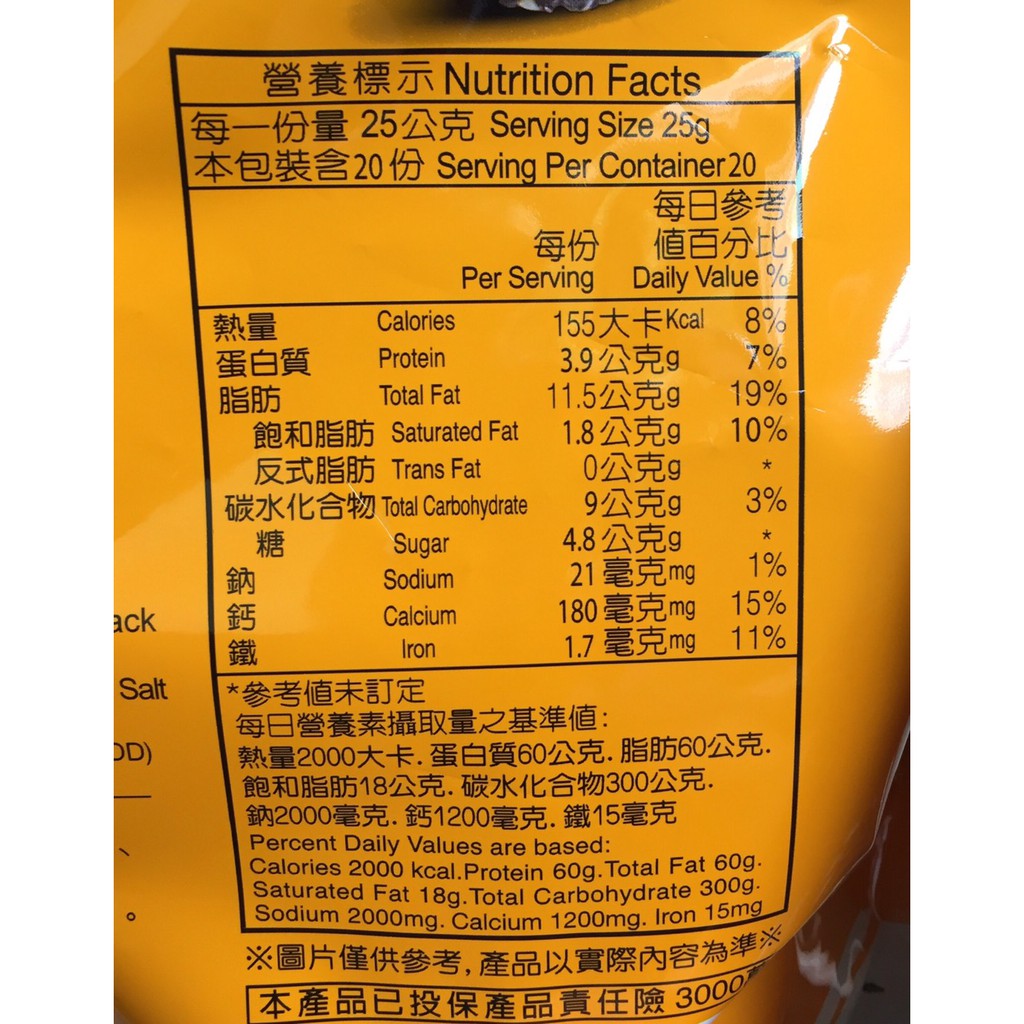 營養標示 Nutrition Facts
每一份量 25公克 Serving Size 25g
本包裝含20份 Serving Per Container20
每日參考
每份 值百分比
Per Serving Daily Value %
熱量 Calories 155大卡Kcal 8%
蛋白質 Protein 3.9公克g 7%
脂肪 Total Fat 11.5公克g 19%
飽和脂肪 Saturated Fat 1.8公克g 10%
反式脂肪 Trans Fat 0公克g *
碳水化合物 Total Carbohydrate 9公克g 3%
糖 Sugar 4.8公克g *
鈉 Sodium 21毫克mg 1%
鈣 Calcium 180毫克mg 15%
鐵 Iron 1.7毫克mg 11%
*參考值未訂定
每日營養素攝取量之基準值:
熱量2000大卡.蛋白質60公克.脂肪60公克.
飽和脂肪18公克.碳水化合物300公克.
鈉2000毫克.鈣1200毫克.鐵15毫克
Percent Daily Values are based:
Calories 2000 kcal.Protein 60g.Total Fat 60g.
Saturated Fat 18g.Total Carbohydrate 300g.
Sodium 2000mg.Calcium 1200mg. Iron 15mg
※圖片僅供參考,產品以實際內容為準※
本產品已投保產品責任險 3000
ack
Salt
DD)
、
。